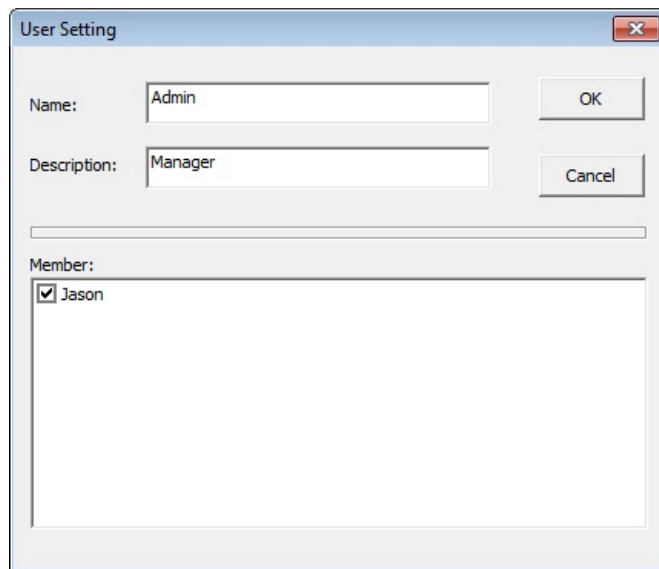 User Setting
Name: Admin
OK
Description: Manager
Cancel
Member:
Jason